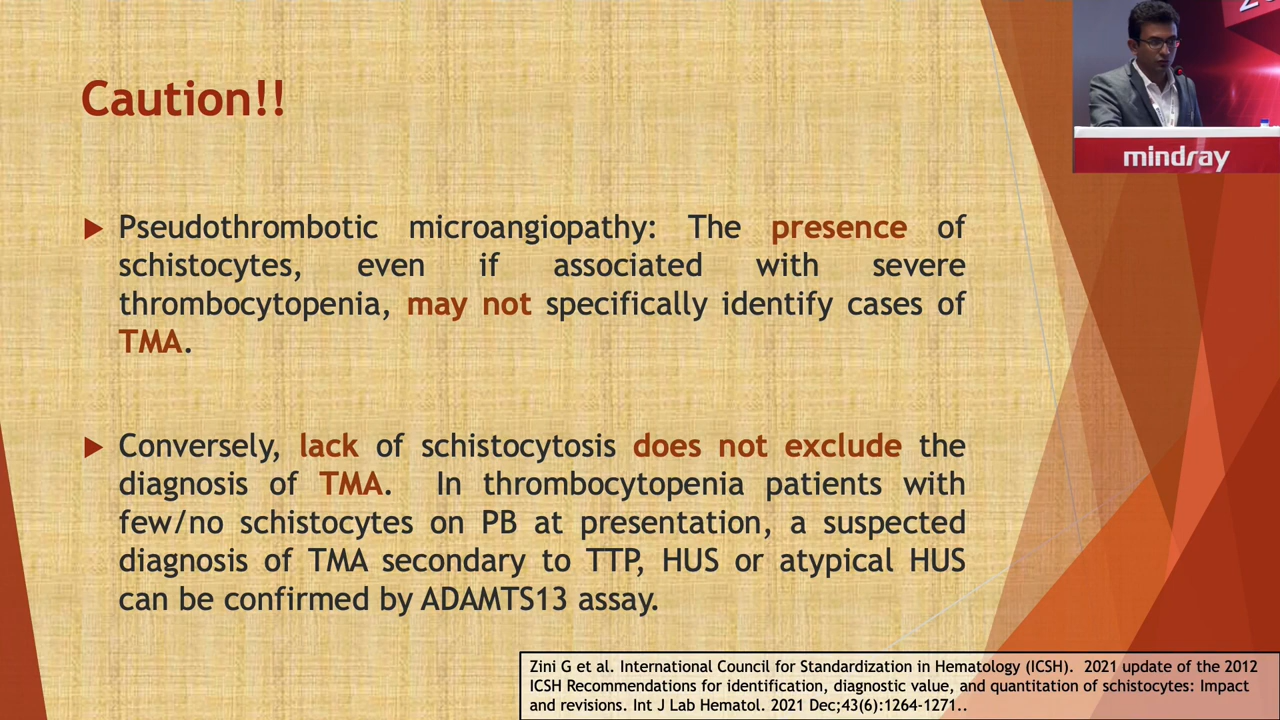 Caution!!
Pseudothrombotic microangiopathy: The presence of
schistocytes, even if associated with severe
thrombocytopenia, may not specifically identify cases of
TMA.
Conversely, lack of schistocytosis does not exclude the
diagnosis of TMA. In thrombocytopenia patients with
few/no schistocytes on PB at presentation, a suspected
diagnosis of TMA secondary to TTP, HUS or atypical HUS
can be confirmed by ADAMTS13 assay.
Zini G et al. International Council for Standardization in Hematology (ICSH). 2021 update of the 2012
ICSH Recommendations for identification, diagnostic value, and quantitation of schistocytes: Impact
and revisions. Int J Lab Hematol. 2021 Dec;43(6):1264-1271..
mindray